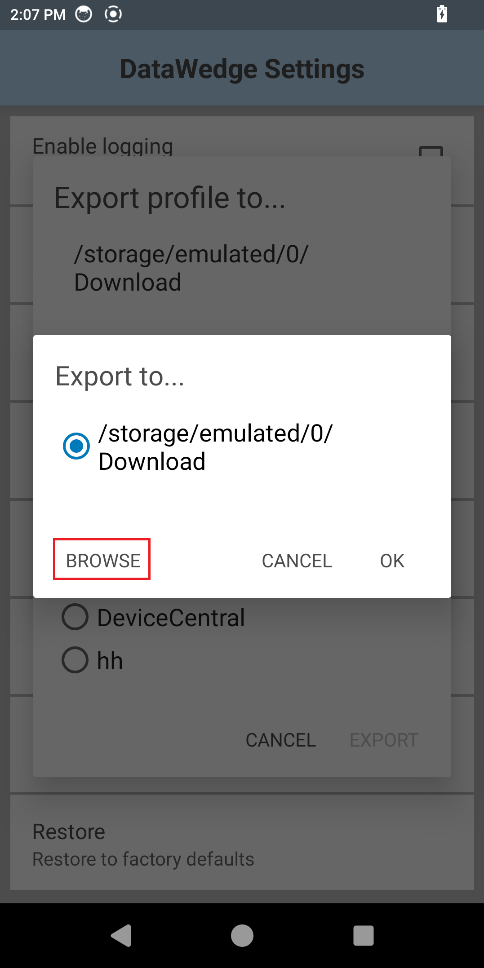 2:07 PM
DataWedge Settings
Enable logging
Export profile to...
/storage/emulated/0/
Download
Export to...
/storage/emulated/0/
Download
BROWSE CANCEL OK
DeviceCentral
hh
CANCEL EXPORT
Restore
Restore to factory defaults